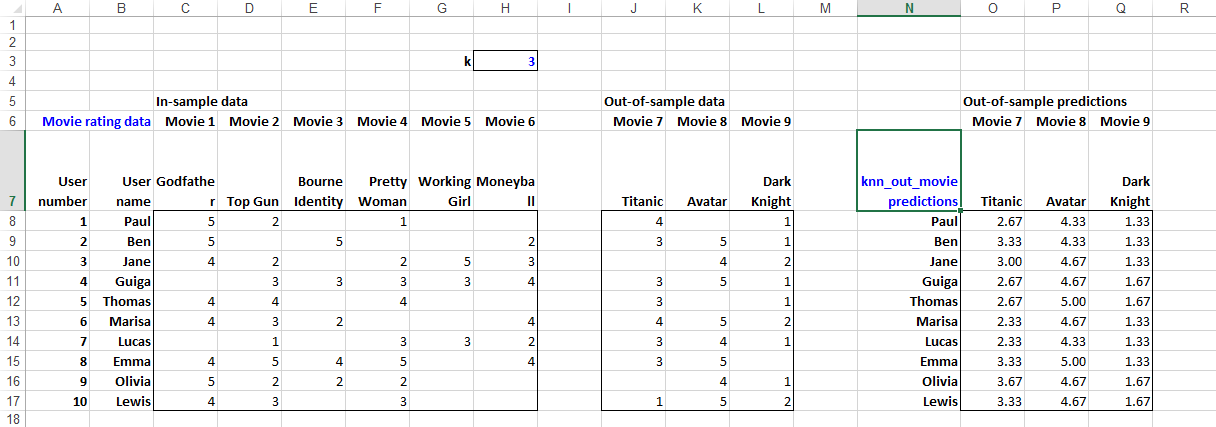 A B C D E F G H I J K L M N O P Q R
1
2
3 k 3
4
5 In-sample data Out-of-sample data Out-of-sample predictions
6 Movie rating data Movie 1 Movie 2 Movie 3 Movie 4 Movie 5 Movie 6 Movie 7 Movie 8 Movie 9 Movie 7 Movie 8 Movie 9
User User Godfathe Bourne Pretty Working Moneyba Dark knn_out_movie Dark
7 number name r Top Gun Identity Woman Girl ll Titanic Avatar Knight predictions Titanic Avatar Knight
8 1 Paul 5 2 1 4 1 Paul 2.67 4.33 1.33
9 2 Ben 5 5 2 3 5 1 Ben 3.33 4.33 1.33
10 3 Jane 4 2 2 5 3 4 2 Jane 3.00 4.67 1.33
11 4 Guiga 3 3 3 3 4 3 5 1 Guiga 2.67 4.67 1.67
12 5 Thomas 4 4 4 3 1 Thomas 2.67 5.00 1.67
13 6 Marisa 4 3 2 4 4 5 2 Marisa 2.33 4.67 1.33
14 7 Lucas 1 3 3 2 3 4 1 Lucas 2.33 4.33 1.33
15 8 Emma 4 5 4 5 4 3 5 Emma 3.33 5.00 1.33
16 9 Olivia 5 2 2 2 4 1 Olivia 3.67 4.67 1.67
17 10 Lewis 4 3 3 1 5 2 Lewis 3.33 4.67 1.67
18